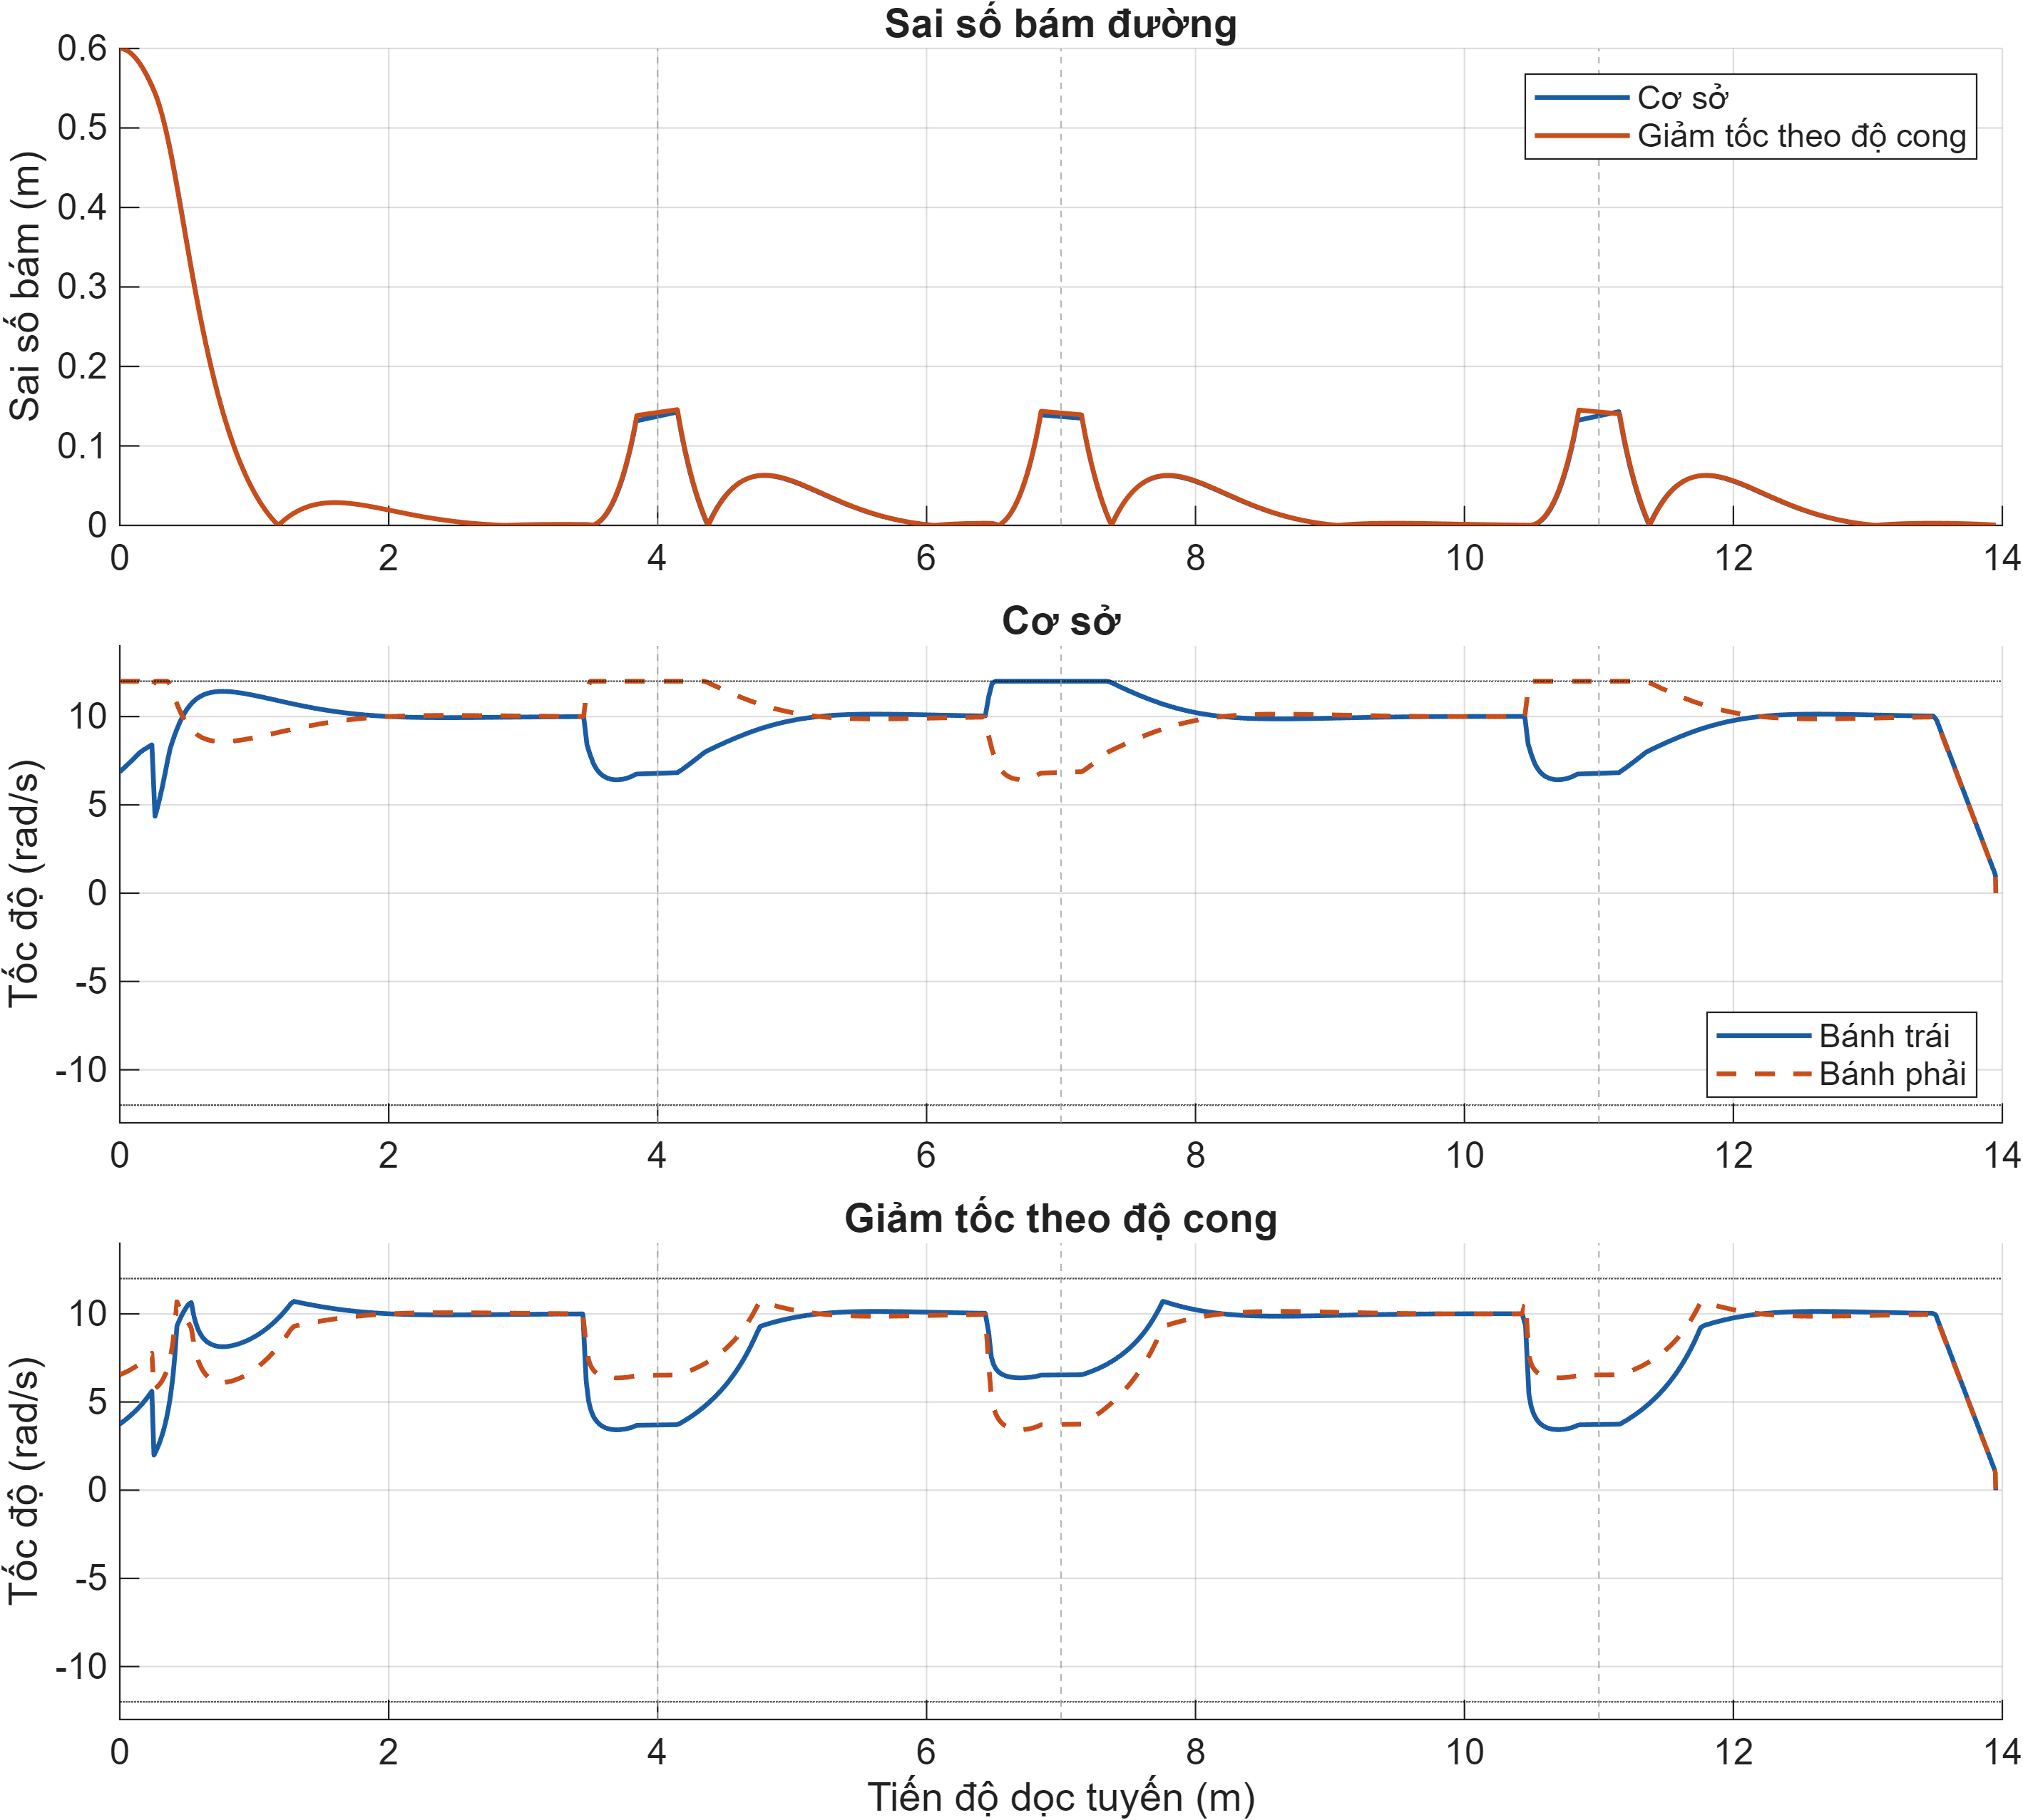 Sai số bám đường
Sai số bám (m)
0.6
0.5
0.4
0.3
0.2
0.1
0
Cơ sở
Giảm tốc theo độ cong
0 2 4 6 8 10 12 14
Cơ sở
Tốc độ (rad/s)
10
5
0
-5
-10
Bánh trái
Bánh phải
0 2 4 6 8 10 12 14
Giảm tốc theo độ cong
Tốc độ (rad/s)
10
5
0
-5
-10
0 2 4 6 8 10 12 14
Tiến độ dọc tuyến (m)